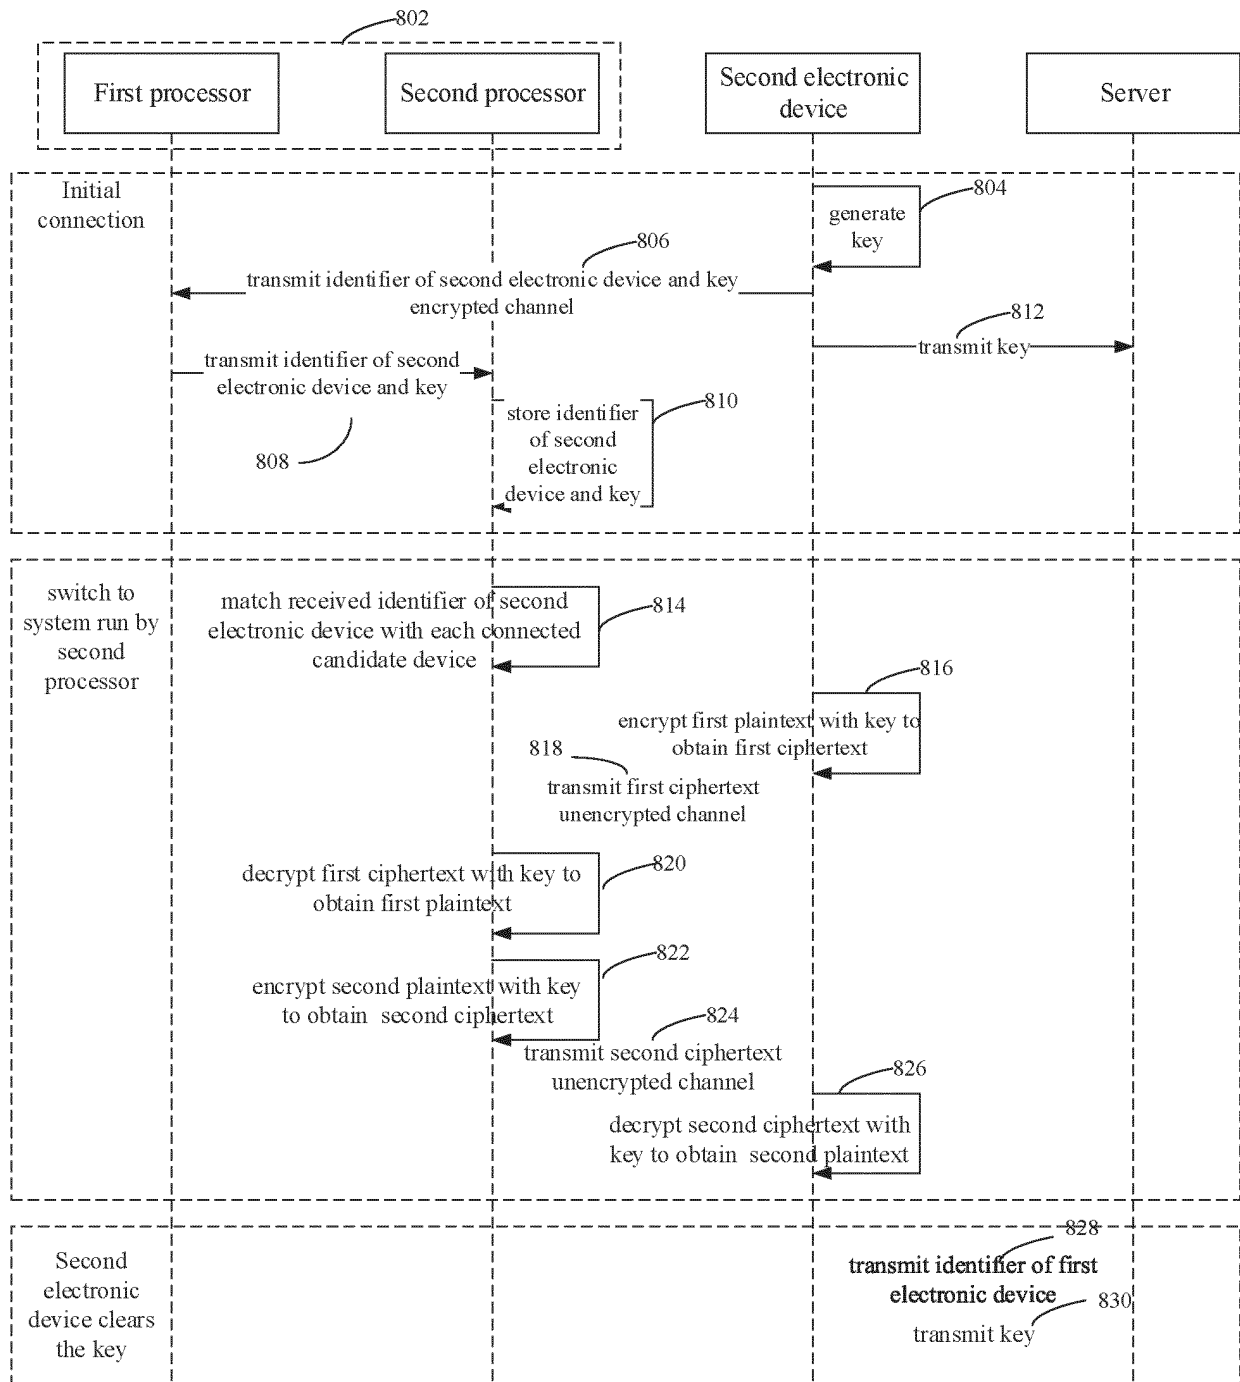 802
First processor
Second processor
Second electronic
device
Server
Initial
connection
804
generate
key
806
transmit identifier of second electronic device and key
encrypted channel
812
transmit key
transmit identifier of second
electronic device and key
808
810
store identifier
of second
electronic
device and key
switch to
system run by
second
processor
match received identifier of second
electronic device with each connected
candidate device
814
816
encrypt first plaintext with key to
obtain first ciphertext
818
transmit first ciphertext
unencrypted channel
820
decrypt first ciphertext with key to
obtain first plaintext
822
encrypt second plaintext with key
to obtain second ciphertext
824
transmit second ciphertext
unencrypted channel
826
decrypt second ciphertext with
key to obtain second plaintext
Second
electronic
device clears
the key
828
transmit identifier of first
electronic device
830
transmit key